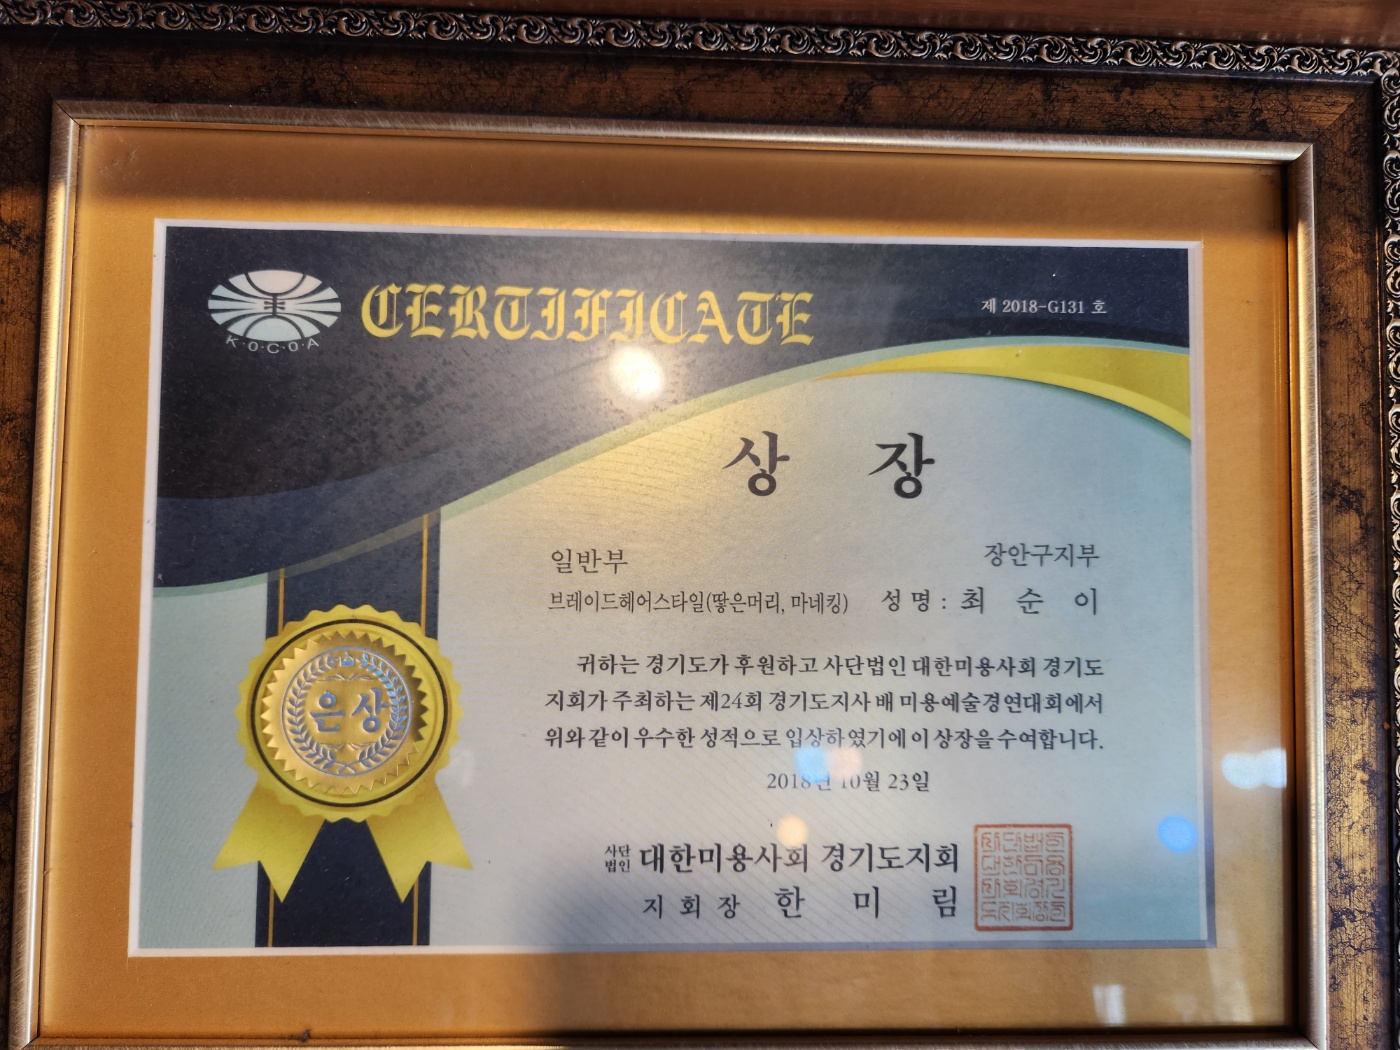 K·O·C·O·A
CERTIFICATE
제 2018-G131 호
상 장
일반부
장안구지부
브레이드헤어스타일(땋은머리, 마네킹) 성명 : 최 순 이
귀하는 경기도가 후원하고 사단법인 대한미용사회 경기도
지회가 주최하는 제24회 경기도지사 배 미용예술경연대회에서
위와 같이 우수한 성적으로 입상하였기에 이 상장을 수여합니다.
2018년 10월 23일
은상
사단법인 대한미용사회 경기도지회
지 회 장 한 미 림